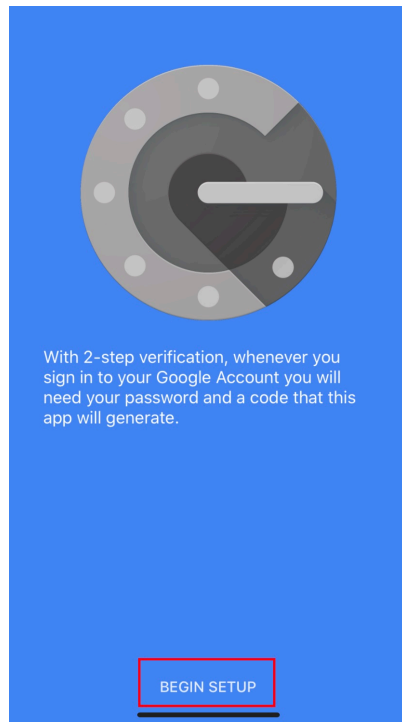 With 2-step verification, whenever you
sign in to your Google Account you will
need your password and a code that this
app will generate.
BEGIN SETUP